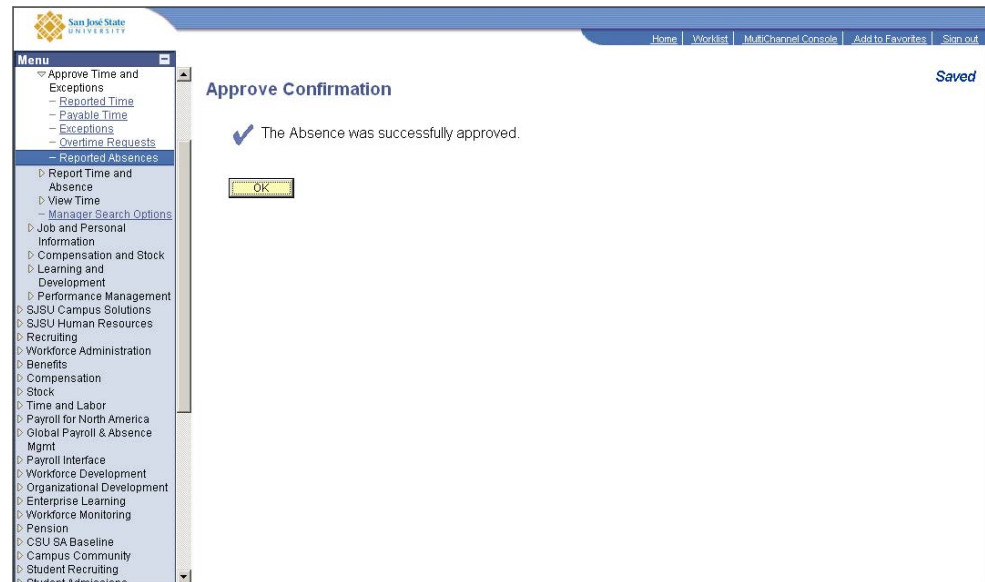 San José State
UNIVERSITY
Home | Worklist | MultiChannel Console | Add to Favorites | Sign out
Menu
Approve Time and
Exceptions
– Reported Time
– Payable Time
– Exceptions
– Overtime Requests
– Reported Absences
Report Time and
Absence
View Time
– Manager Search Options
Job and Personal
Information
Compensation and Stock
Learning and
Development
Performance Management
SJSU Campus Solutions
SJSU Human Resources
Recruiting
Workforce Administration
Benefits
Compensation
Stock
Time and Labor
Payroll for North America
Global Payroll & Absence
Mgmt
Payroll Interface
Workforce Development
Organizational Development
Enterprise Learning
Workforce Monitoring
Pension
CSU SA Baseline
Campus Community
Student Recruiting
Student Admissions
Saved
Approve Confirmation
The Absence was successfully approved.
OK